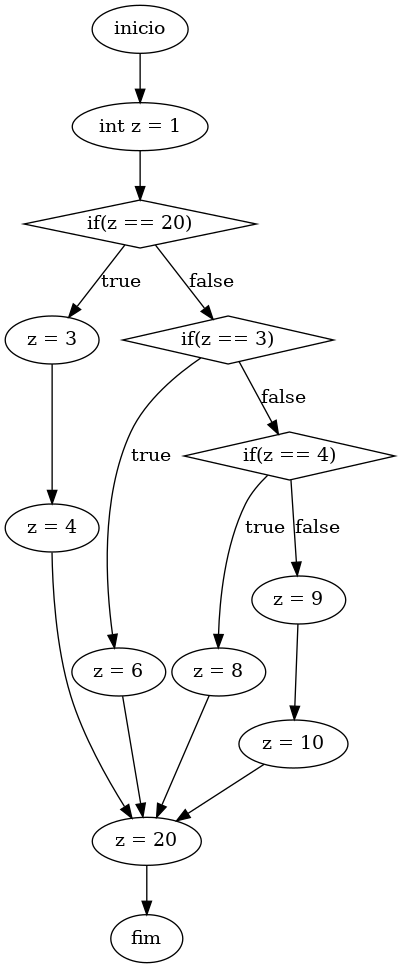 inicio
int z = 1
if(z == 20)
true
false
z = 3
if(z == 3)
true
false
if(z == 4)
z = 4
true
false
z = 9
z = 6
z = 8
z = 10
z = 20
fim